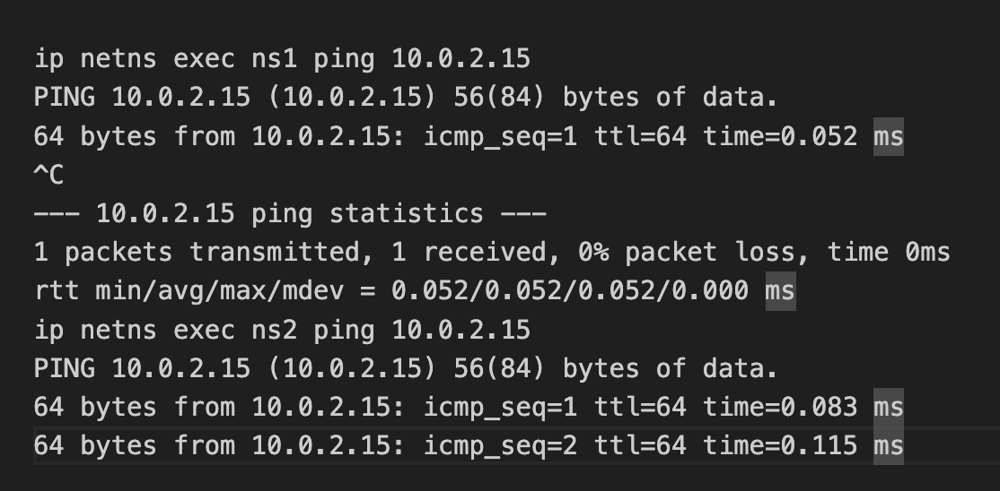 ip netns exec ns1 ping 10.0.2.15
PING 10.0.2.15 (10.0.2.15) 56(84) bytes of data.
64 bytes from 10.0.2.15: icmp_seq=1 ttl=64 time=0.052 ms
^C
--- 10.0.2.15 ping statistics ---
1 packets transmitted, 1 received, 0% packet loss, time 0ms
rtt min/avg/max/mdev = 0.052/0.052/0.052/0.000 ms
ip netns exec ns2 ping 10.0.2.15
PING 10.0.2.15 (10.0.2.15) 56(84) bytes of data.
64 bytes from 10.0.2.15: icmp_seq=1 ttl=64 time=0.083 ms
64 bytes from 10.0.2.15: icmp_seq=2 ttl=64 time=0.115 ms